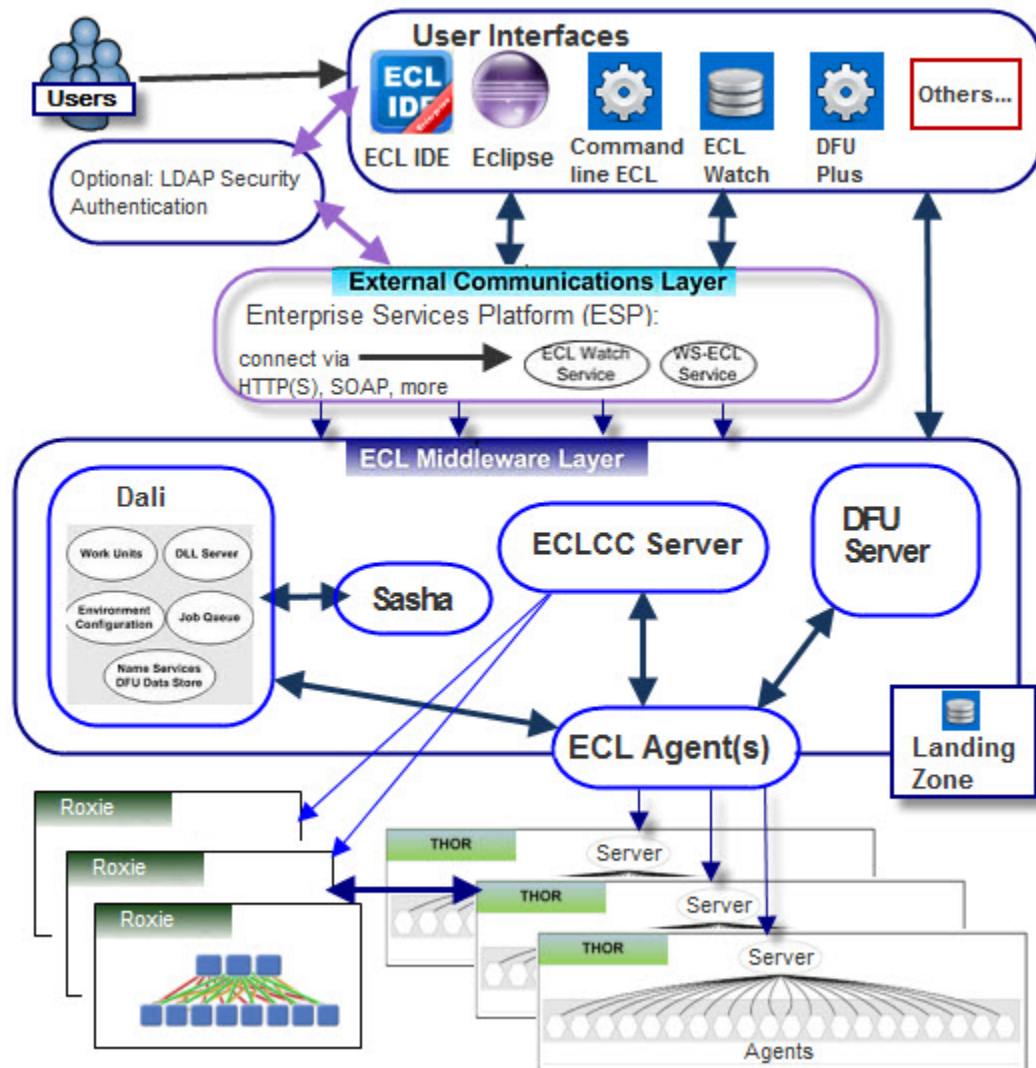 User Interfaces
Users
ECL
IDE
Enterprise
Others...
ECL IDE
Eclipse
Command
line ECL
ECL
Watch
DFU
Plus
Optional: LDAP Security
Authentication
External Communications Layer
Enterprise Services Platform (ESP):
connect via
HTTP(S), SOAP, more
ECL Watch
Service
WS-ECL
Service
ECL Middleware Layer
Dali
Work Units
DLL Server
Environment
Configuration
Job Queue
Name Services
DFU Data Store
Sasha
ECLCC Server
DFU
Server
ECL Agent(s)
Landing
Zone
Roxie
Roxie
Roxie
THOR
Server
THOR
Server
THOR
Server
Agents